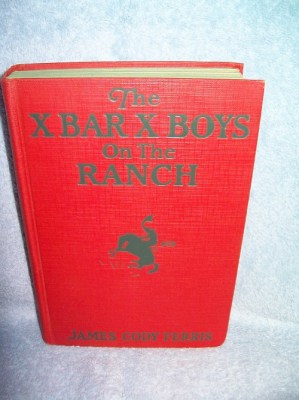 The
X BAR X BOYS
On The
RANCH
JAMES CODY FERRIS